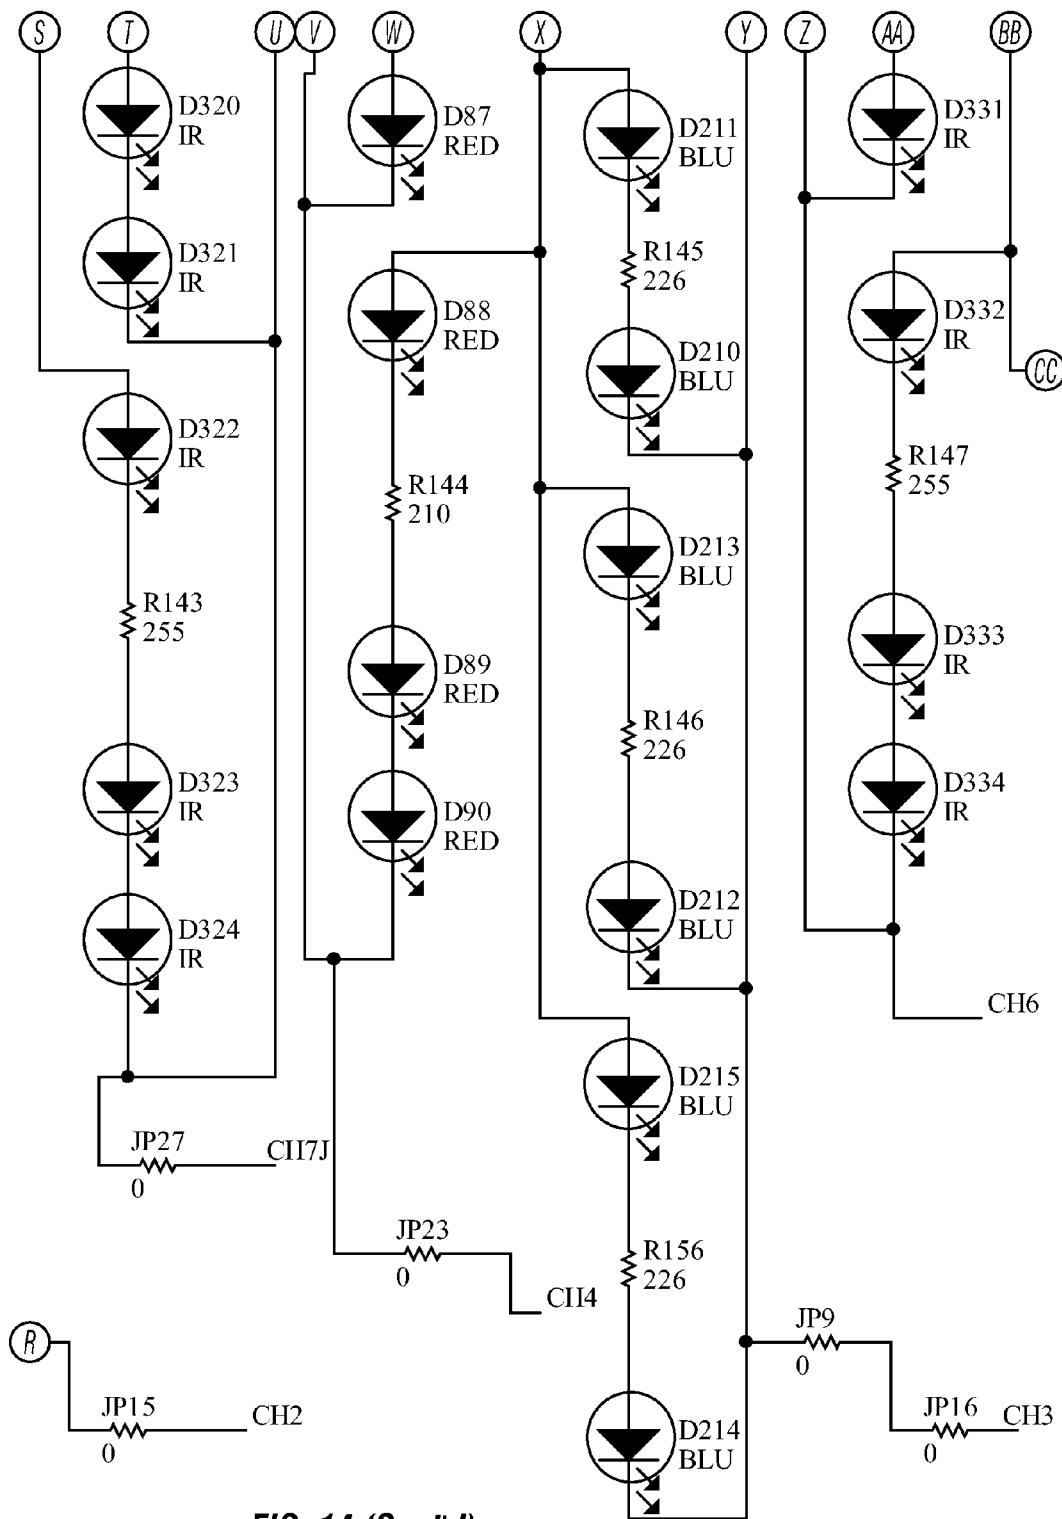 S T U V W X Y Z AA BB
D320
IR
D87
RED
D211
BLU
D331
IR
D321
IR
R145
226
D88
RED
D332
IR
D210
BLU
CC
D322
IR
R147
255
R144
210
D213
BLU
R143
255
D333
IR
D89
RED
R146
226
D323
IR
D334
IR
D90
RED
D212
BLU
D324
IR
CH6
D215
BLU
JP27
0
CH7J
JP23
0
R156
226
CH4
JP9
0
R
JP15
0
CH2
JP16
0
CH3
D214
BLU